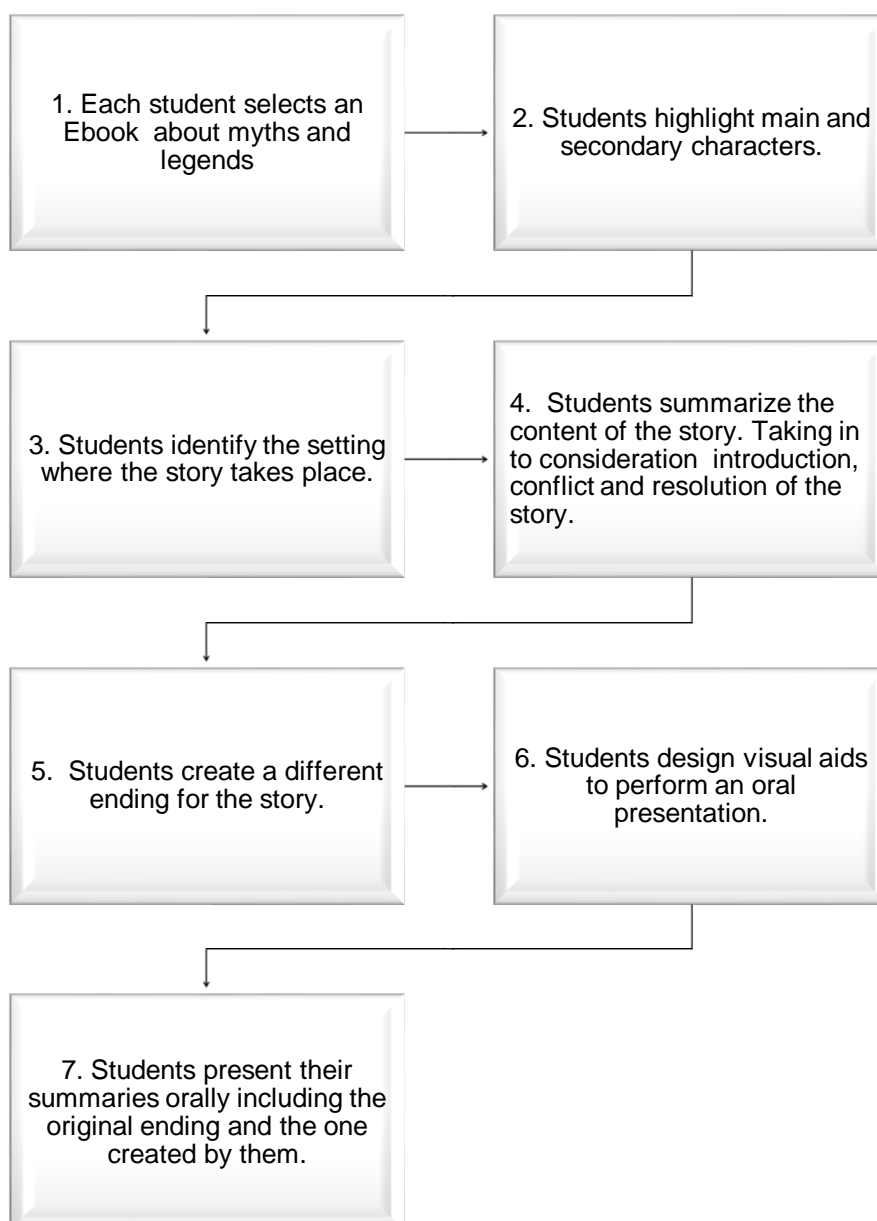 1. Each student selects an
Ebook  about myths and
legends
2. Students highlight main and
secondary characters.
3. Students identify the setting
where the story takes place.
4.  Students summarize the
content of the story. Taking in
to consideration  introduction,
conflict and resolution of the
story.
5.  Students create a different
ending for the story.
6. Students design visual aids
to perform an oral
presentation.
7. Students present their
summaries orally including the
original ending and the one
created by them.